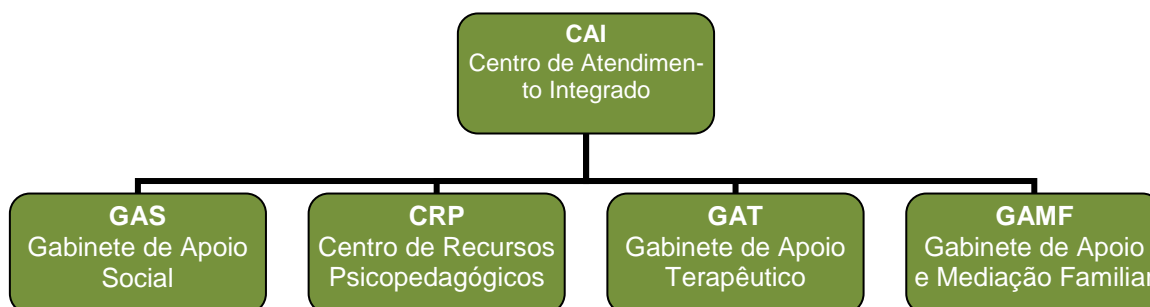 CAI
Centro de Atendimen-
to Integrado
GAS
Gabinete de Apoio
Social
CRP
Centro de Recursos
Psicopedagógicos
GAT
Gabinete de Apoio
Terapêutico
GAMF
Gabinete de Apoio
e Mediação Familiar